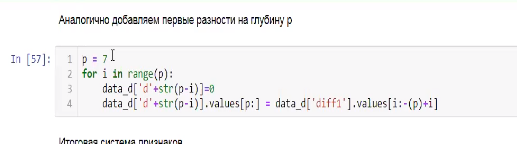 Аналогично добавляем первые разности на глубину p
In [57]:
1 p = 7
2 for i in range(p):
3 data_d['d'+str(p-i)]=0
4 data_d['d'+str(p-i)].values[p:] = data_d['diff1'].values[i:-(p)+i]
Итоговая система признаков